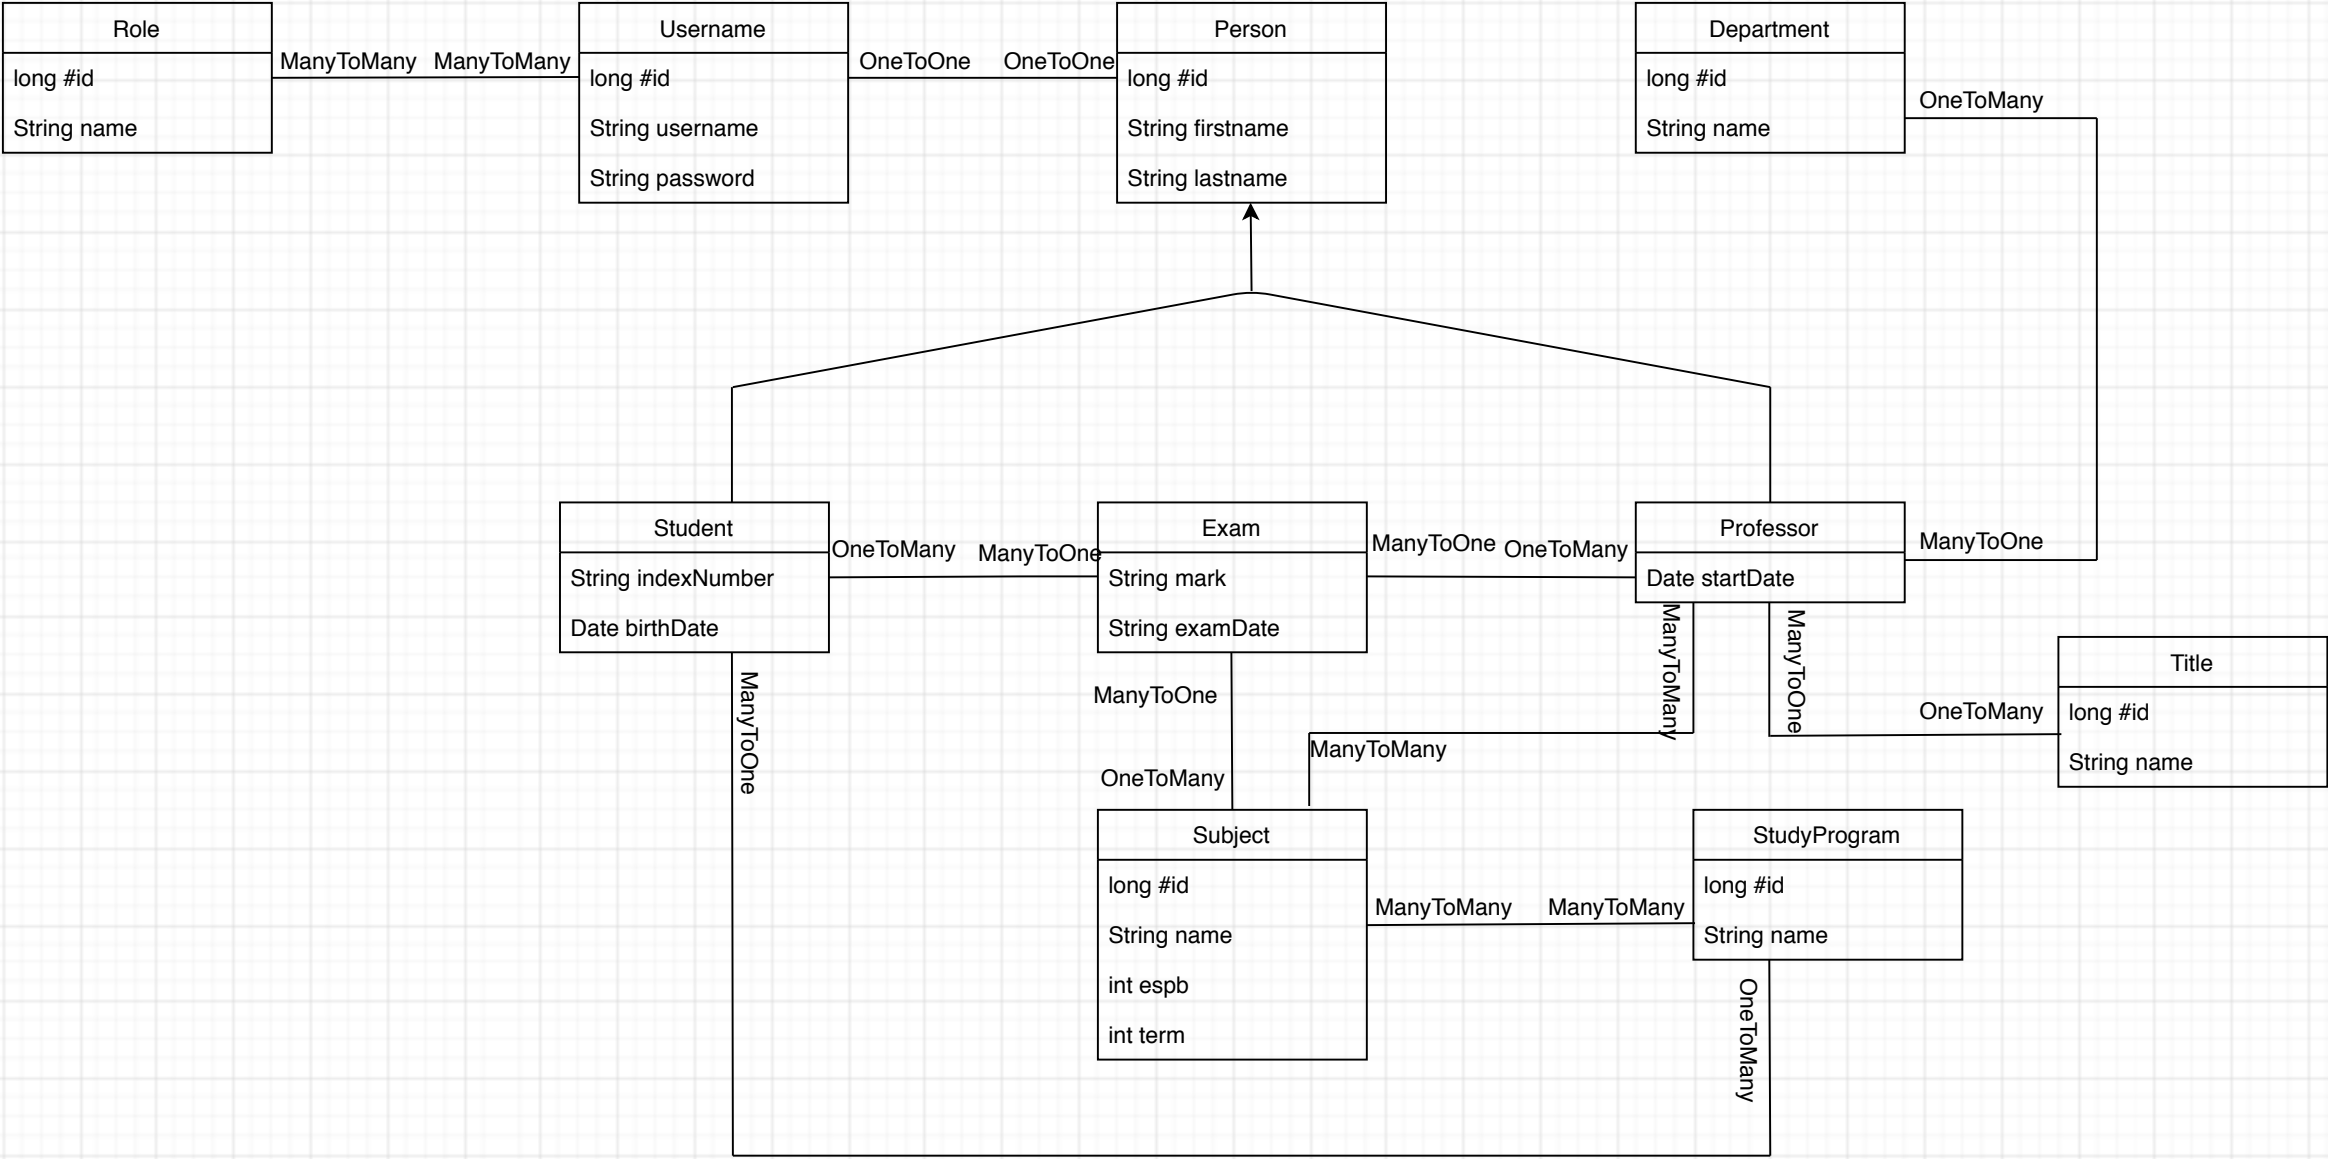 Role
long #id
String name
ManyToMany
ManyToMany
Username
long #id
String username
String password
OneToOne
OneToOne
Person
long #id
String firstname
String lastname
Department
long #id
String name
OneToMany
Student
String indexNumber
Date birthDate
OneToMany
ManyToOne
Exam
String mark
String examDate
ManyToOne
OneToMany
Professor
Date startDate
ManyToOne
ManyToMany
ManyToOne
Title
long #id
String name
OneToMany
ManyToOne
ManyToOne
OneToMany
ManyToMany
Subject
long #id
String name
int espb
int term
ManyToMany
ManyToMany
StudyProgram
long #id
String name
OneToMany